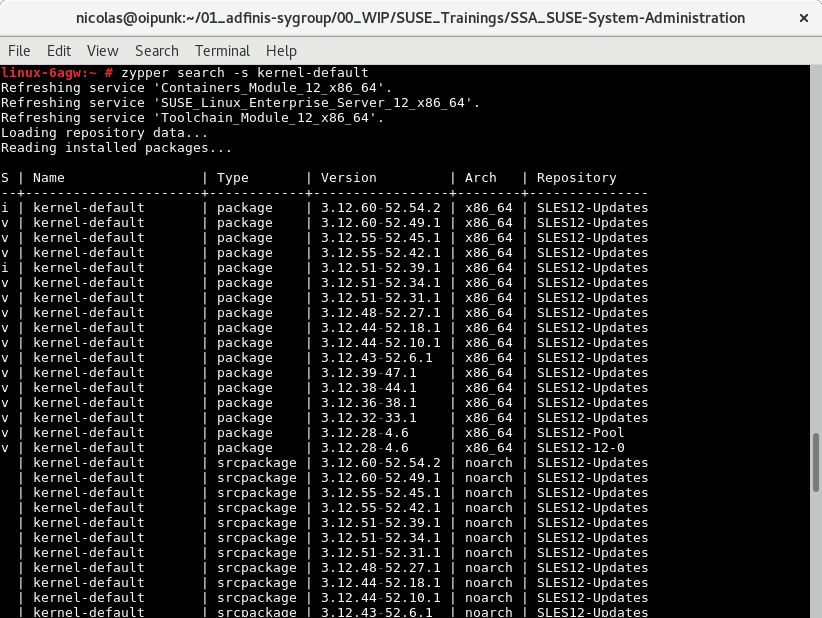 nicolas@oipunk:~/01_adfinis-sygroup/00_WIP/SUSE_Trainings/SSA_SUSE-System-Administration ×
File Edit View Search Terminal Help
linux-6agw:~ # zypper search -s kernel-default
Refreshing service 'Containers_Module_12_x86_64'.
Refreshing service 'SUSE_Linux_Enterprise_Server_12_x86_64'.
Refreshing service 'Toolchain_Module_12_x86_64'.
Loading repository data...
Reading installed packages...

S | Name                 | Type       | Version         | Arch   | Repository
--+----------------------+------------+-----------------+--------+--------------
i | kernel-default       | package    | 3.12.60-52.54.2 | x86_64 | SLES12-Updates
v | kernel-default       | package    | 3.12.60-52.49.1 | x86_64 | SLES12-Updates
v | kernel-default       | package    | 3.12.55-52.45.1 | x86_64 | SLES12-Updates
v | kernel-default       | package    | 3.12.55-52.42.1 | x86_64 | SLES12-Updates
i | kernel-default       | package    | 3.12.51-52.39.1 | x86_64 | SLES12-Updates
v | kernel-default       | package    | 3.12.51-52.34.1 | x86_64 | SLES12-Updates
v | kernel-default       | package    | 3.12.51-52.31.1 | x86_64 | SLES12-Updates
v | kernel-default       | package    | 3.12.48-52.27.1 | x86_64 | SLES12-Updates
v | kernel-default       | package    | 3.12.44-52.18.1 | x86_64 | SLES12-Updates
v | kernel-default       | package    | 3.12.44-52.10.1 | x86_64 | SLES12-Updates
v | kernel-default       | package    | 3.12.43-52.6.1  | x86_64 | SLES12-Updates
v | kernel-default       | package    | 3.12.39-47.1    | x86_64 | SLES12-Updates
v | kernel-default       | package    | 3.12.38-44.1    | x86_64 | SLES12-Updates
v | kernel-default       | package    | 3.12.36-38.1    | x86_64 | SLES12-Updates
v | kernel-default       | package    | 3.12.32-33.1    | x86_64 | SLES12-Updates
v | kernel-default       | package    | 3.12.28-4.6     | x86_64 | SLES12-Pool
v | kernel-default       | package    | 3.12.28-4.6     | x86_64 | SLES12-12-0
  | kernel-default       | srcpackage | 3.12.60-52.54.2 | noarch | SLES12-Updates
  | kernel-default       | srcpackage | 3.12.60-52.49.1 | noarch | SLES12-Updates
  | kernel-default       | srcpackage | 3.12.55-52.45.1 | noarch | SLES12-Updates
  | kernel-default       | srcpackage | 3.12.55-52.42.1 | noarch | SLES12-Updates
  | kernel-default       | srcpackage | 3.12.51-52.39.1 | noarch | SLES12-Updates
  | kernel-default       | srcpackage | 3.12.51-52.34.1 | noarch | SLES12-Updates
  | kernel-default       | srcpackage | 3.12.51-52.31.1 | noarch | SLES12-Updates
  | kernel-default       | srcpackage | 3.12.48-52.27.1 | noarch | SLES12-Updates
  | kernel-default       | srcpackage | 3.12.44-52.18.1 | noarch | SLES12-Updates
  | kernel-default       | srcpackage | 3.12.44-52.10.1 | noarch | SLES12-Updates
  | kernel-default       | srcpackage | 3.12.43-52.6.1  | noarch | SLES12-Updates